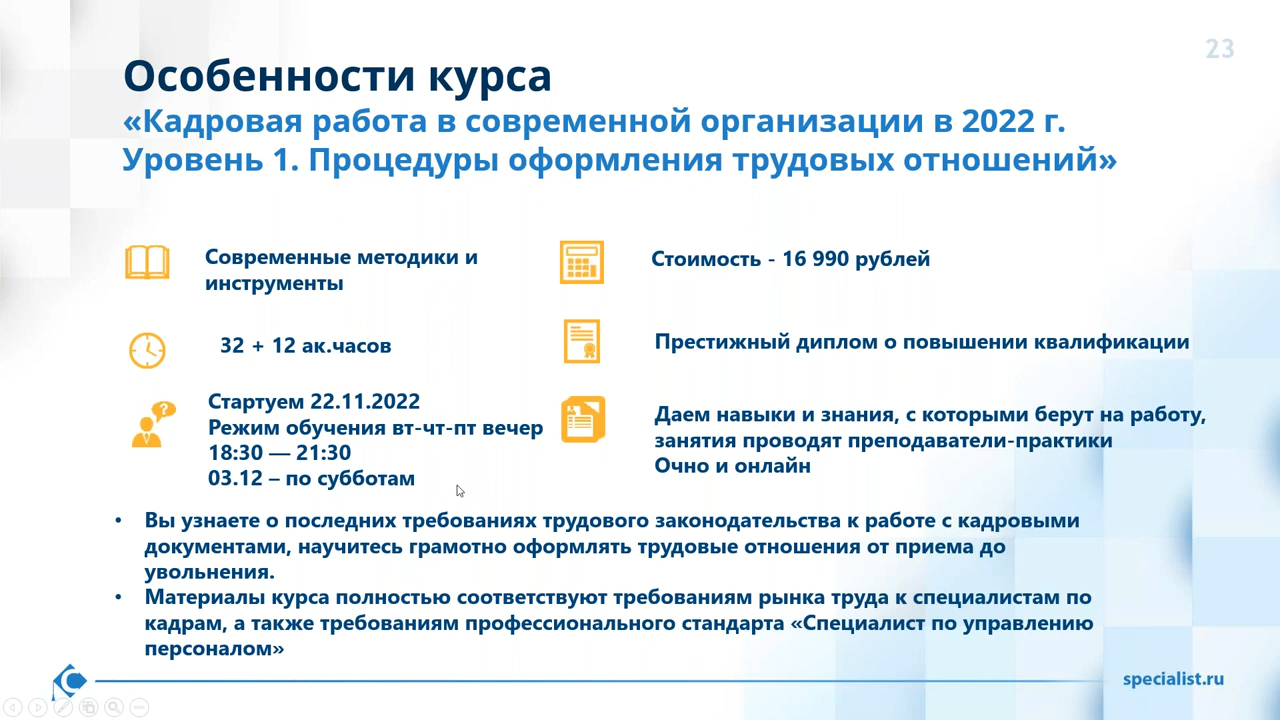 23
Особенности курса
«Кадровая работа в современной организации в 2022 г.
Уровень 1. Процедуры оформления трудовых отношений»
Современные методики и
инструменты
Стоимость - 16 990 рублей
32 + 12 ак.часов
Престижный диплом о повышении квалификации
Стартуем 22.11.2022
Режим обучения вт-чт-пт вечер
18:30 — 21:30
03.12 – по субботам
Даем навыки и знания, с которыми берут на работу,
занятия проводят преподаватели-практики
Очно и онлайн
• Вы узнаете о последних требованиях трудового законодательства к работе с кадровыми
документами, научитесь грамотно оформлять трудовые отношения от приема до
увольнения.
• Материалы курса полностью соответствуют требованиям рынка труда к специалистам по
кадрам, а также требованиям профессионального стандарта «Специалист по управлению
персоналом»
specialist.ru